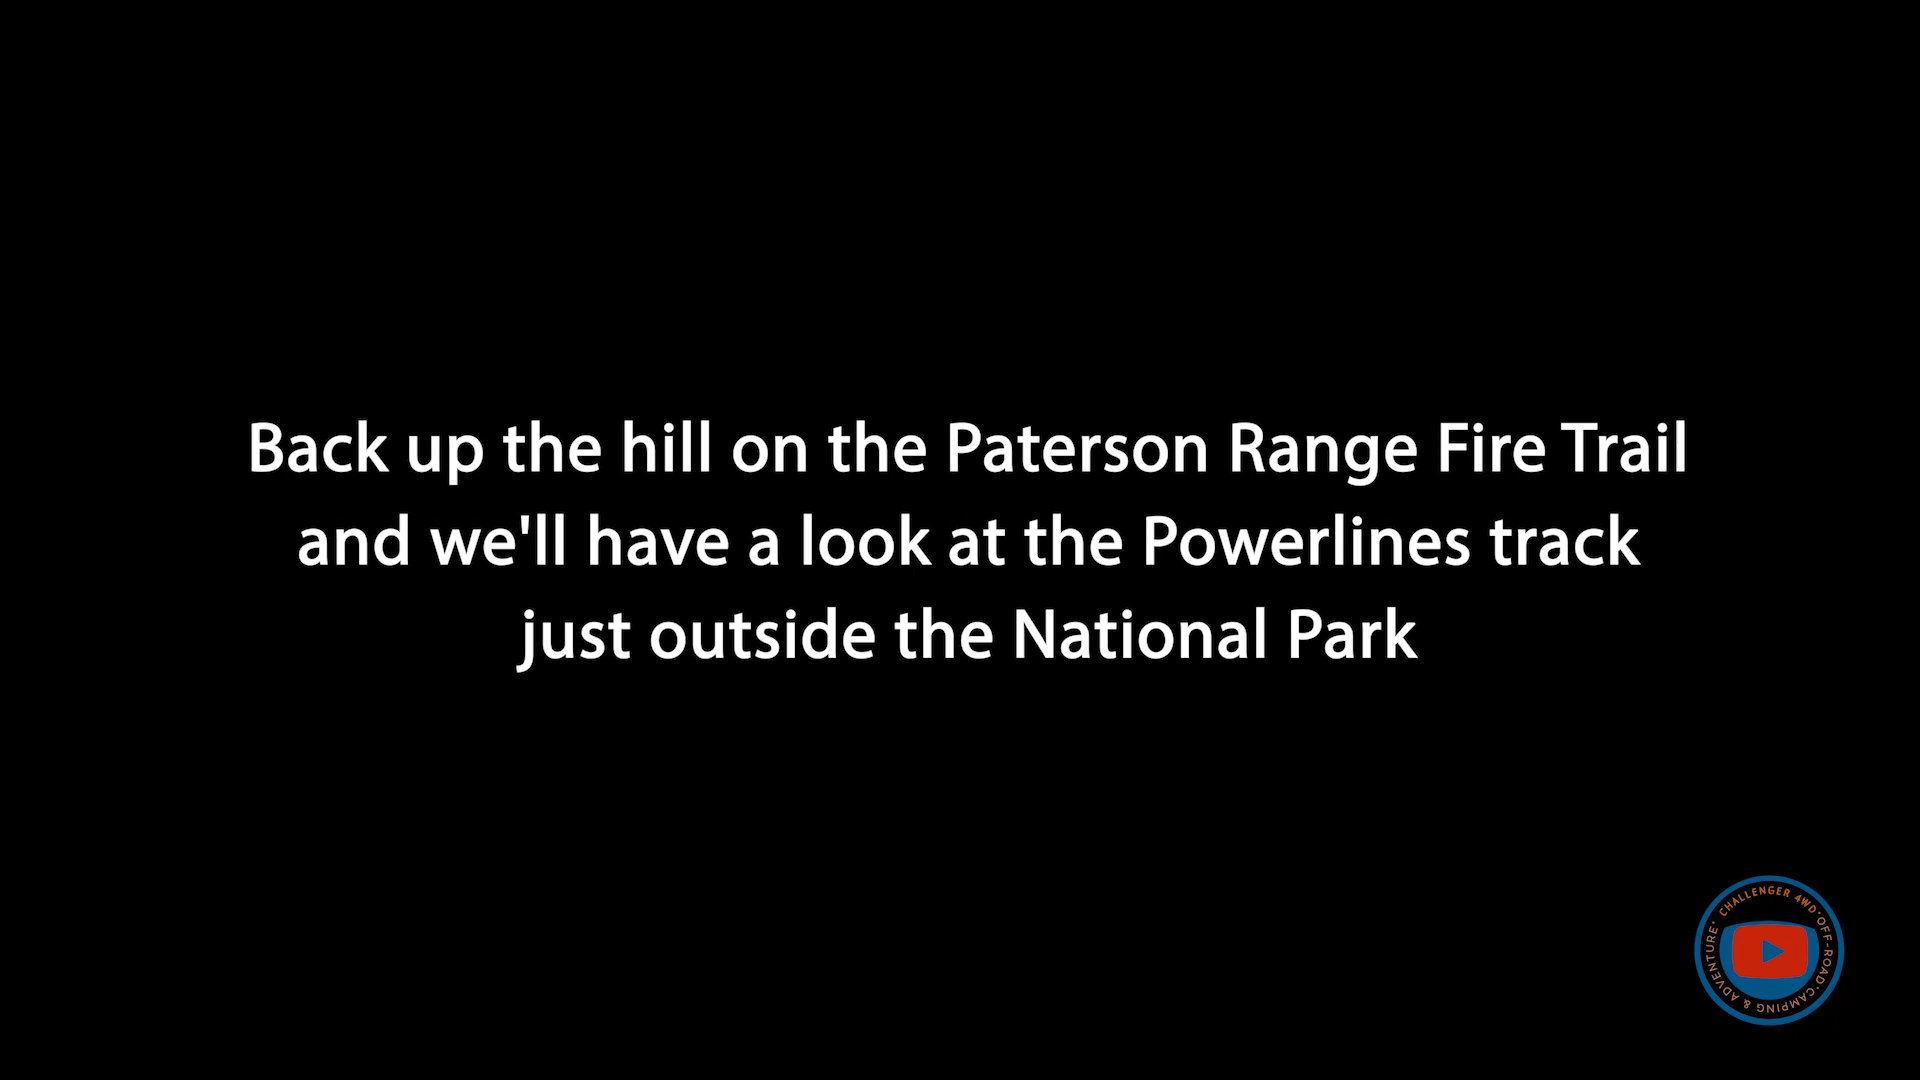 Back up the hill on the Paterson Range Fire Trail
and we'll have a look at the Powerlines track
just outside the National Park
CHALLENGER 4WD
OFF-ROAD
CAMPING & ADVENTURE